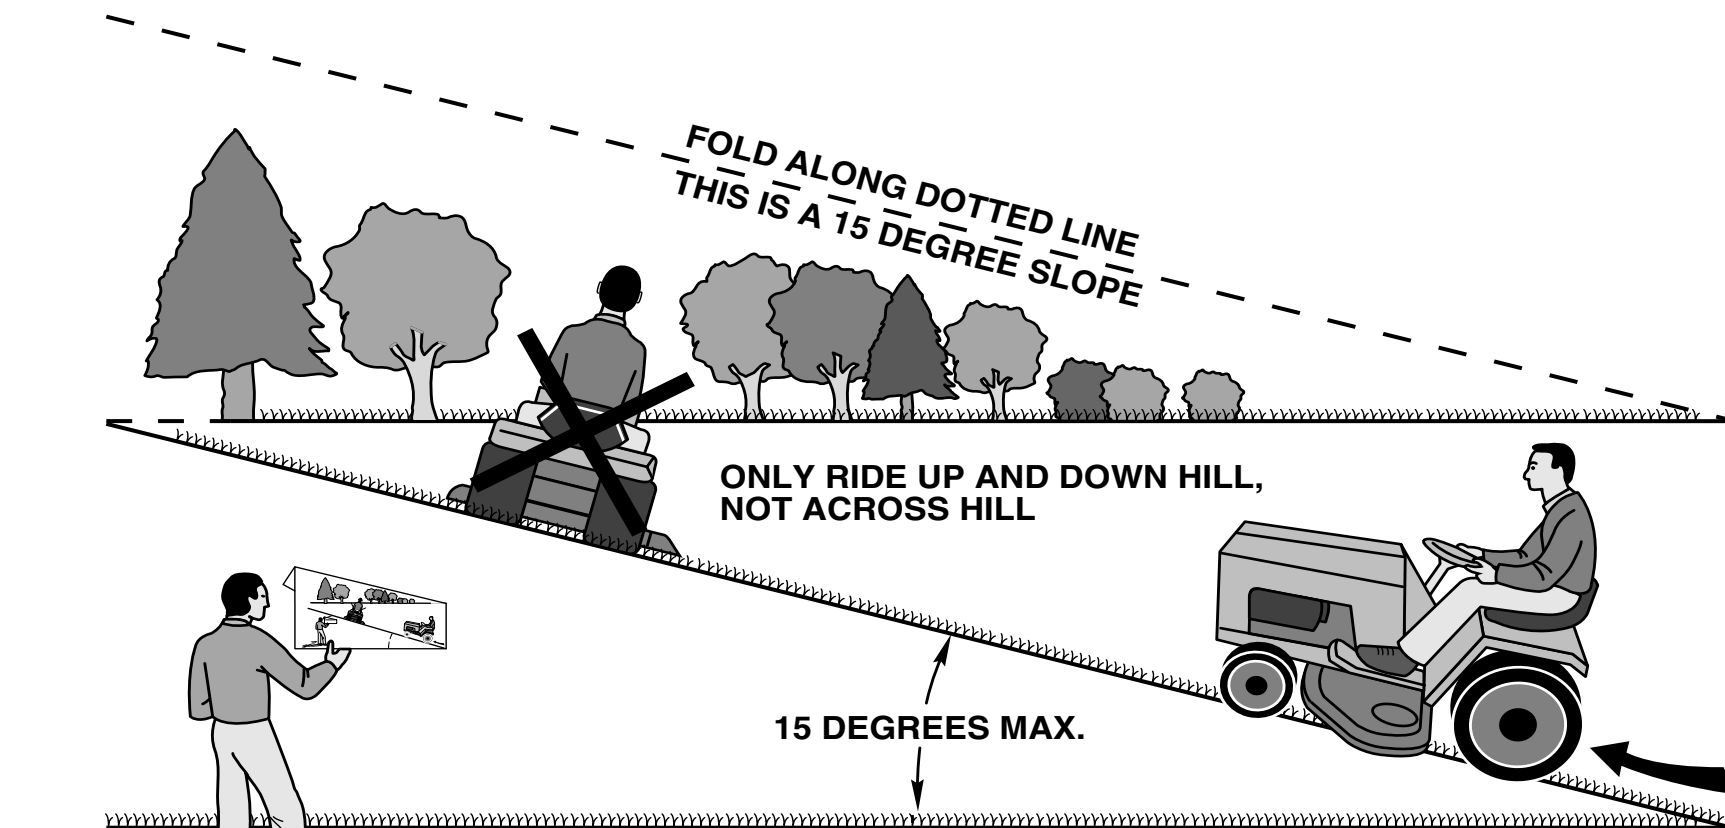 FOLD ALONG DOTTED LINE
THIS IS A 15 DEGREE SLOPE
ONLY RIDE UP AND DOWN HILL,
NOT ACROSS HILL
15 DEGREES MAX.